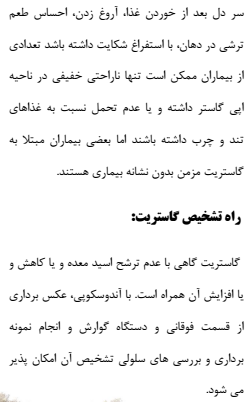 سر دل بعد از خوردن غذا، آروغ زدن، احساس طعم
ترشی در دهان، با استفراغ شکایت داشته باشد تعدادی
از بیماران ممکن است تنها ناراحتی خفیفی در ناحیه
اپی گاستر داشته و یا عدم تحمل نسبت به غذاهای
تند و چرب داشته باشند اما بعضی بیماران مبتلا به
گاستریت مزمن بدون نشانه بیماری هستند.
راه تشخیص گاستریت:
گاستریت گاهی با عدم ترشح اسید معده و یا کاهش و
یا افزایش آن همراه است. با آندوسکوپی، عکس برداری
از قسمت فوقانی و دستگاه گوارش و انجام نمونه
برداری و بررسی های سلولی تشخیص آن امکان پذیر
می شود.